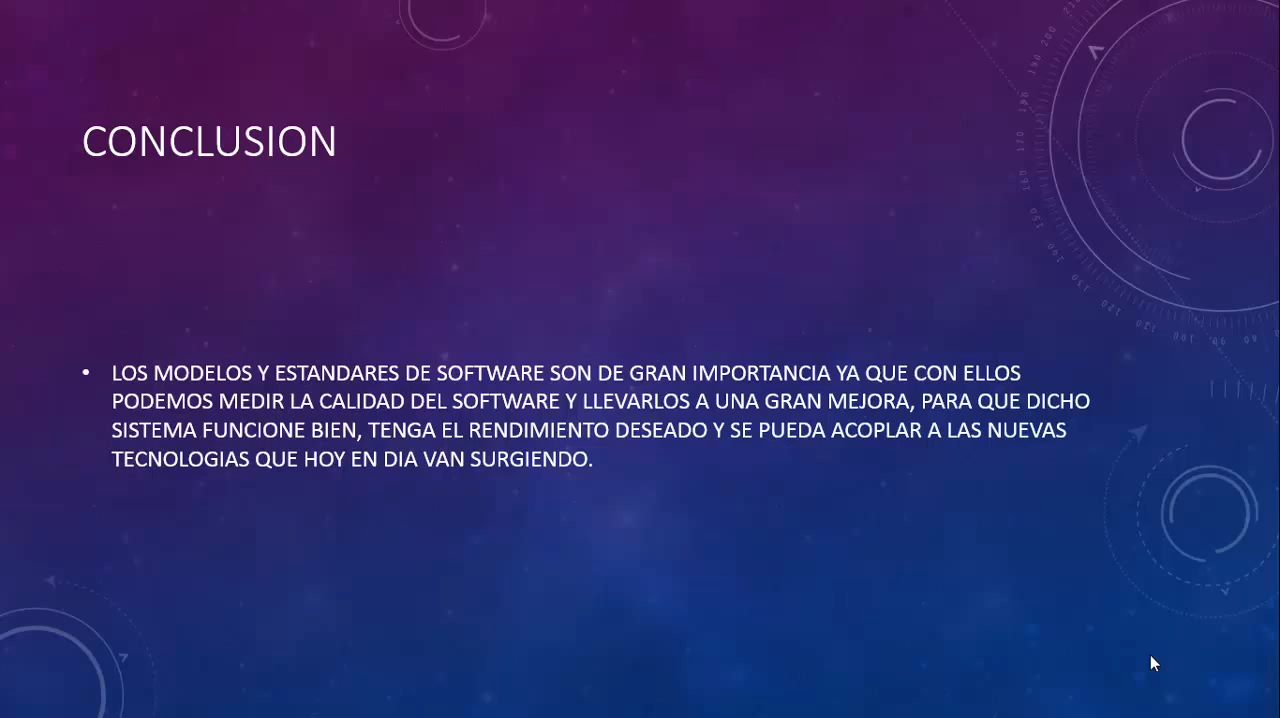 CONCLUSION
• LOS MODELOS Y ESTANDARES DE SOFTWARE SON DE GRAN IMPORTANCIA YA QUE CON ELLOS
PODEMOS MEDIR LA CALIDAD DEL SOFTWARE Y LLEVARLOS A UNA GRAN MEJORA, PARA QUE DICHO
SISTEMA FUNCIONE BIEN, TENGA EL RENDIMIENTO DESEADO Y SE PUEDA ACOPLAR A LAS NUEVAS
TECNOLOGIAS QUE HOY EN DIA VAN SURGIENDO.